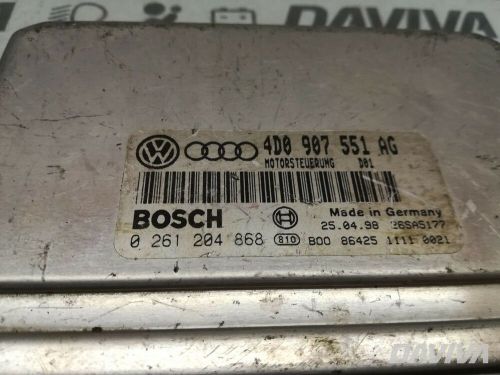 DAVIVA
4D0 907 551 AG
MOTORSTEUERUNG D01
BOSCH
Made in Germany
25.04.98 26SA5177
0 261 204 868 810 B00 86425 1111 0021
DAVIVA